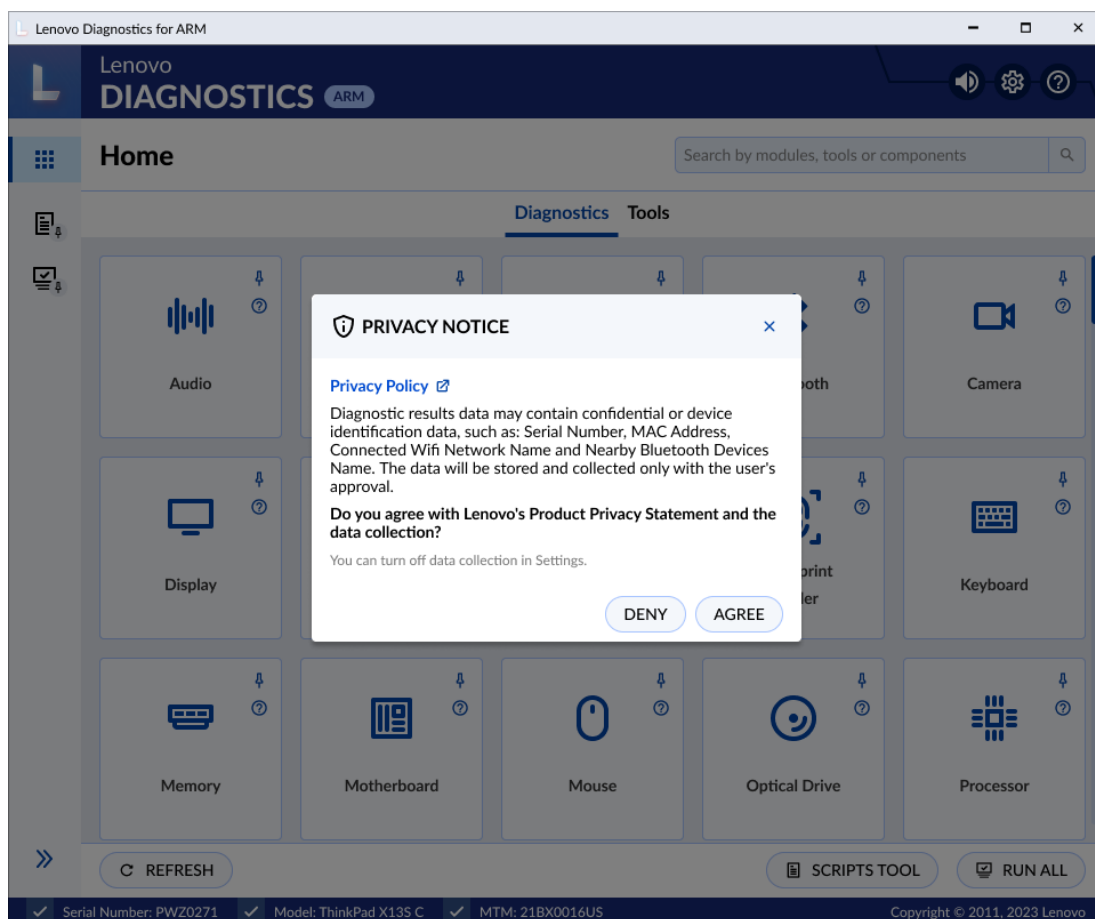 Lenovo Diagnostics for ARM
Lenovo
DIAGNOSTICS ARM
Home
Search by modules, tools or components
Diagnostics Tools
Audio
Camera
PRIVACY NOTICE
Privacy Policy
Diagnostic results data may contain confidential or device
identification data, such as: Serial Number, MAC Address,
Connected Wifi Network Name and Nearby Bluetooth Devices
Name. The data will be stored and collected only with the user's
approval.
Do you agree with Lenovo's Product Privacy Statement and the
data collection?
You can turn off data collection in Settings.
DENY AGREE
Display
Keyboard
Memory
Motherboard
Mouse
Optical Drive
Processor
REFRESH
SCRIPTS TOOL
RUN ALL
Serial Number: PWZ0271 Model: ThinkPad X13S C MTM: 21BX0016US Copyright © 2011, 2023 Lenovo